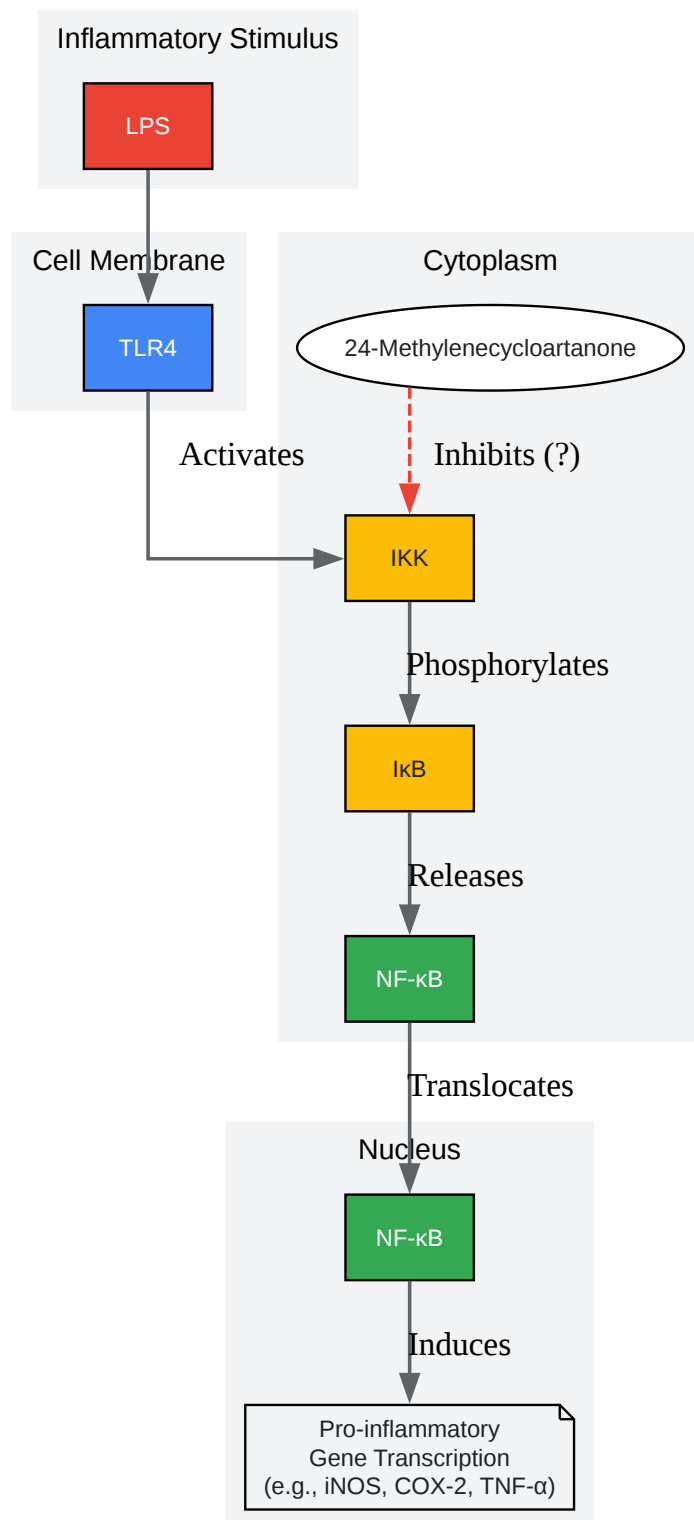 Inflammatory Stimulus
LPS
Cell Membrane
Cytoplasm
TLR4
24-Methylenecycloartanone
Activates
Inhibits (?)
IKK
Phosphorylates
IκB
Releases
NF-κB
Translocates
Nucleus
NF-κB
Induces
Pro-inflammatory
Gene Transcription
(e.g., iNOS, COX-2, TNF-α)